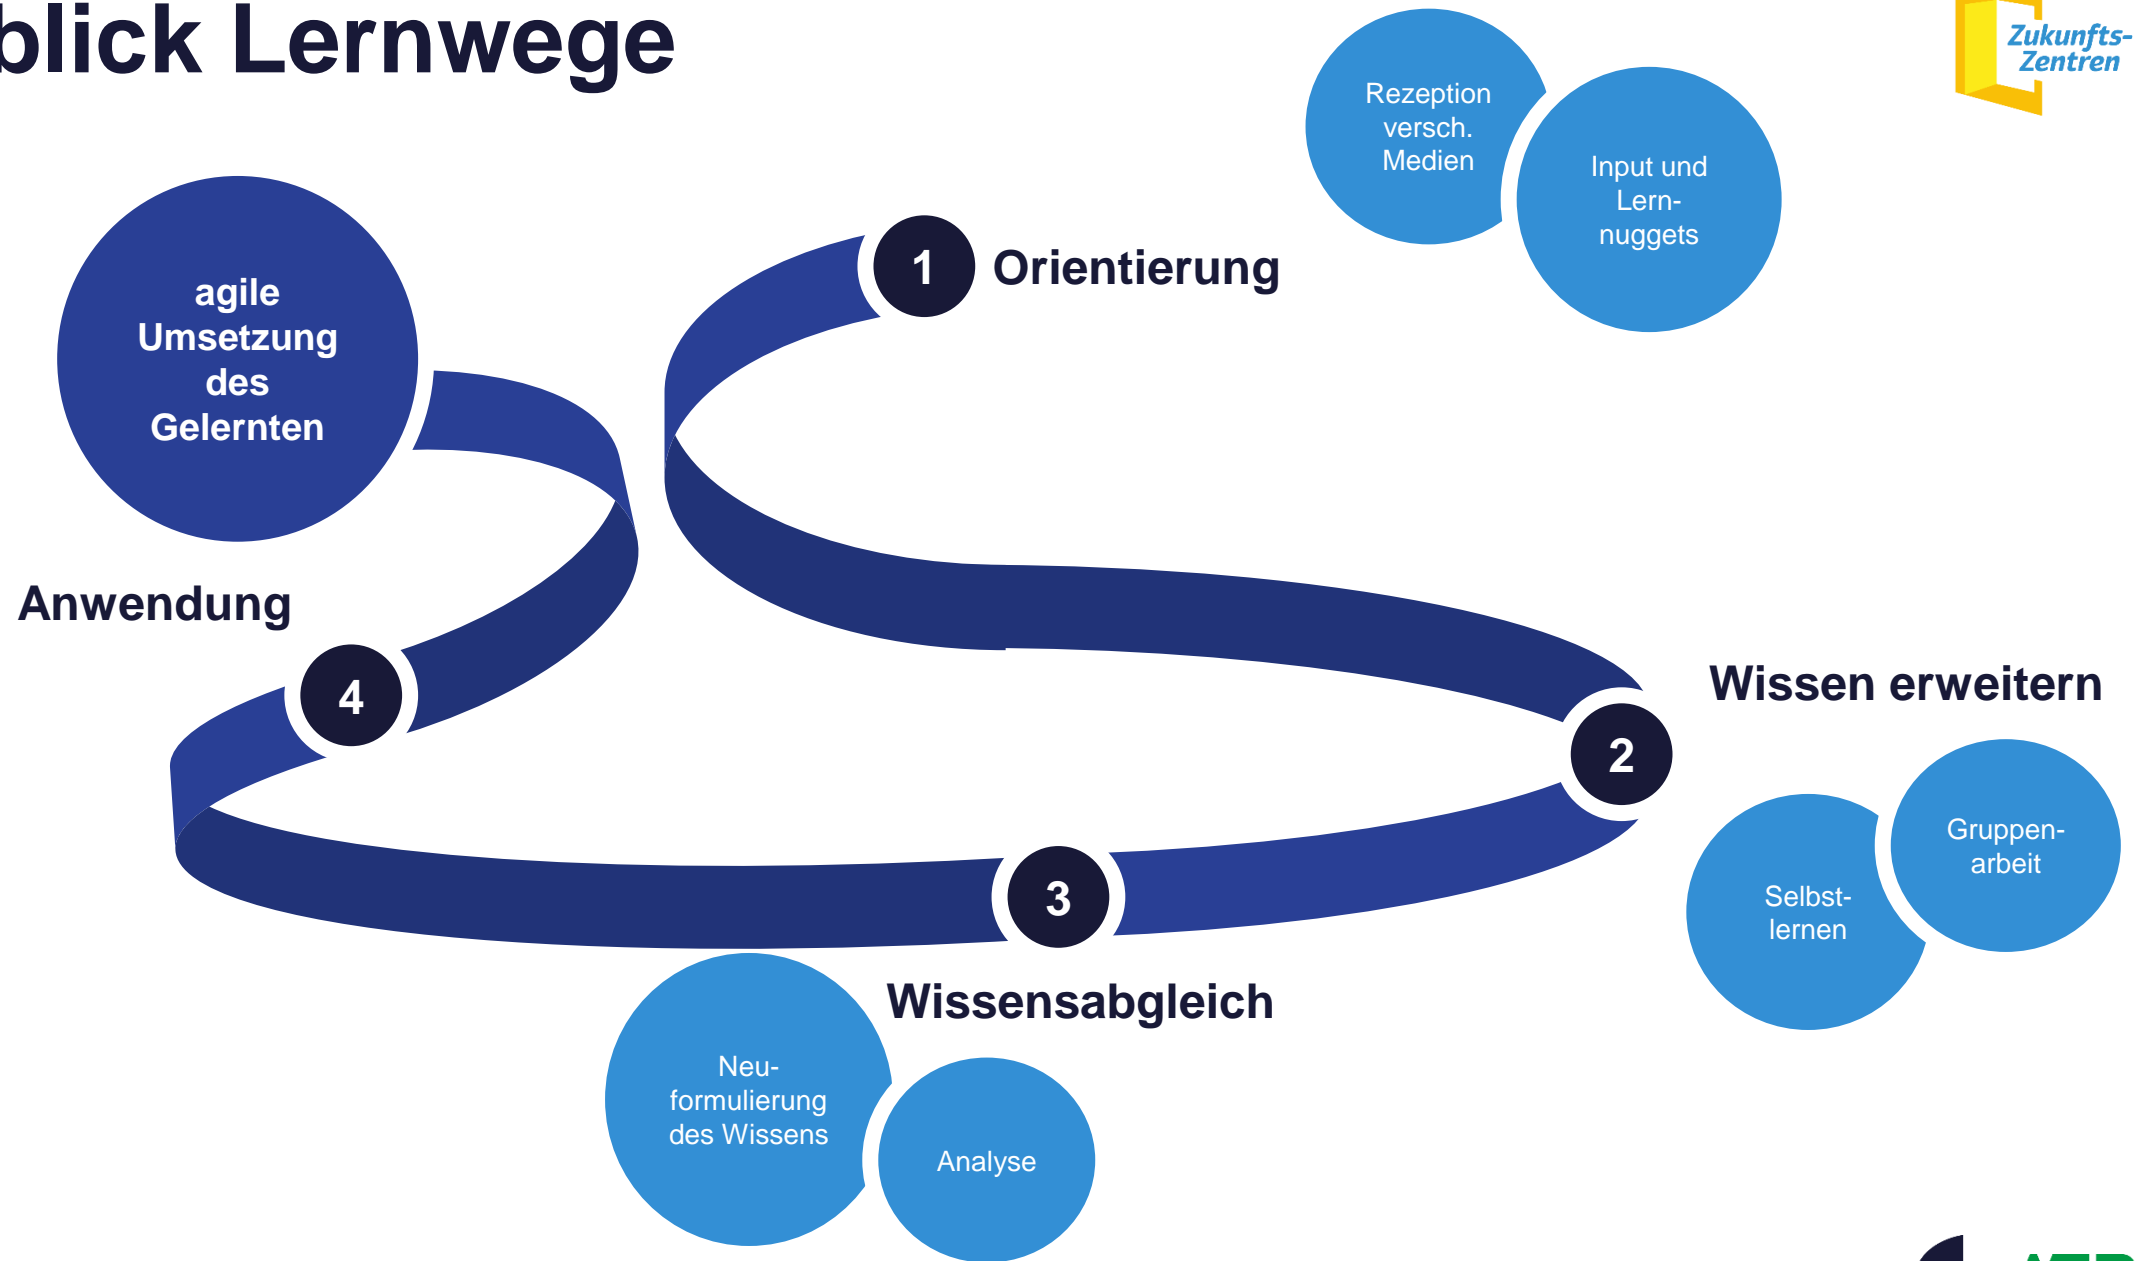 blick Lernwege
Zukunfts-
Zentren
Rezeption
versch.
Medien
Input und
Lern-
nuggets
1
Orientierung
agile
Umsetzung
des
Gelernten
Anwendung
4
Wissen erweitern
2
Gruppen-
arbeit
Selbst-
lernen
3
Wissensabgleich
Neu-
formulierung
des Wissens
Analyse